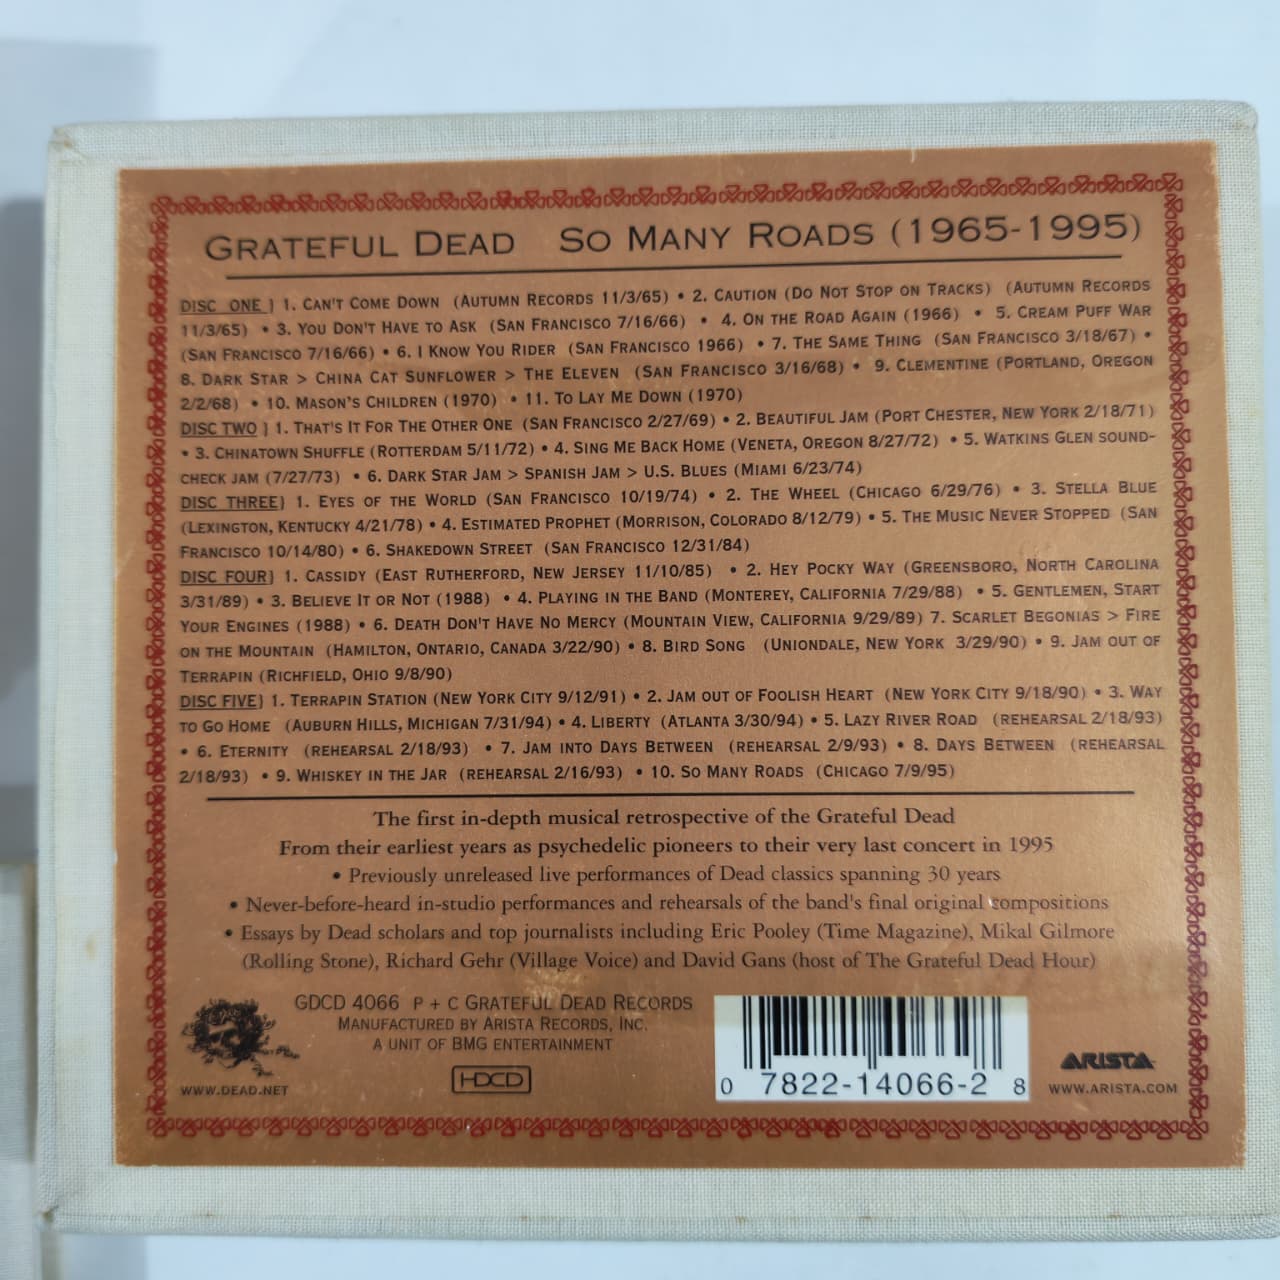 GRATEFUL DEAD SO MANY ROADS (1965-1995)
DISC ONE] 1. CAN'T COME DOWN (AUTUMN RECORDS 11/3/65) • 2. CAUTION (DO NOT STOP ON TRACKS) (AUTUMN RECORDS
11/3/65) • 3. YOU DON'T HAVE TO ASK (SAN FRANCISCO 7/16/66) • 4. ON THE ROAD AGAIN (1966) • 5. CREAM PUFF WAR
(SAN FRANCISCO 7/16/66) • 6. I KNOW YOU RIDER (SAN FRANCISCO 1966) • 7. THE SAME THING (SAN FRANCISCO 3/18/67) •
8. DARK STAR > CHINA CAT SUNFLOWER > THE ELEVEN (SAN FRANCISCO 3/16/68) • 9. CLEMENTINE (PORTLAND, OREGON
2/2/68) • 10. MASON'S CHILDREN (1970) • 11. TO LAY ME DOWN (1970)
DISC TWO ] 1. THAT'S IT FOR THE OTHER ONE (SAN FRANCISCO 2/27/69) • 2. BEAUTIFUL JAM (PORT CHESTER, NEW YORK 2/18/71)
• 3. CHINATOWN SHUFFLE (ROTTERDAM 5/11/72) • 4. SING ME BACK HOME (VENETA, OREGON 8/27/72) • 5. WATKINS GLEN SOUND-
CHECK JAM (7/27/73) • 6. DARK STAR JAM > SPANISH JAM > U.S. BLUES (MIAMI 6/23/74)
DISC THREE] 1. EYES OF THE WORLD (SAN FRANCISCO 10/19/74) • 2. THE WHEEL (CHICAGO 6/29/76) • 3. STELLA BLUE
(LEXINGTON, KENTUCKY 4/21/78) • 4. ESTIMATED PROPHET (MORRISON, COLORADO 8/12/79) • 5. THE MUSIC NEVER STOPPED (SAN
FRANCISCO 10/14/80) • 6. SHAKEDOWN STREET (SAN FRANCISCO 12/31/84)
DISC FOUR] 1. CASSIDY (EAST RUTHERFORD, NEW JERSEY 11/10/85) • 2. HEY POCKY WAY (GREENSBORO, NORTH CAROLINA
3/31/89) • 3. BELIEVE IT OR NOT (1988) • 4. PLAYING IN THE BAND (MONTEREY, CALIFORNIA 7/29/88) • 5. GENTLEMEN, START
YOUR ENGINES (1988) • 6. DEATH DON'T HAVE NO MERCY (MOUNTAIN VIEW, CALIFORNIA 9/29/89) 7. SCARLET BEGONIAS > FIRE
ON THE MOUNTAIN (HAMILTON, ONTARIO, CANADA 3/22/90) • 8. BIRD SONG (UNIONDALE, NEW YORK 3/29/90) • 9. JAM OUT OF
TERRAPIN (RICHFIELD, OHIO 9/8/90)
DISC FIVE] 1. TERRAPIN STATION (NEW YORK CITY 9/12/91) • 2. JAM OUT OF FOOLISH HEART (NEW YORK CITY 9/18/90) • 3. WAY
TO GO HOME (AUBURN HILLS, MICHIGAN 7/31/94) • 4. LIBERTY (ATLANTA 3/30/94) • 5. LAZY RIVER ROAD (REHEARSAL 2/18/93)
• 6. ETERNITY (REHEARSAL 2/18/93) • 7. JAM INTO DAYS BETWEEN (REHEARSAL 2/9/93) • 8. DAYS BETWEEN (REHEARSAL
2/18/93) • 9. WHISKEY IN THE JAR (REHEARSAL 2/16/93) • 10. SO MANY ROADS (CHICAGO 7/9/95)
The first in-depth musical retrospective of the Grateful Dead
From their earliest years as psychedelic pioneers to their very last concert in 1995
• Previously unreleased live performances of Dead classics spanning 30 years
• Never-before-heard in-studio performances and rehearsals of the band's final original compositions
• Essays by Dead scholars and top journalists including Eric Pooley (Time Magazine), Mikal Gilmore
(Rolling Stone), Richard Gehr (Village Voice) and David Gans (host of The Grateful Dead Hour)
GDCD 4066 P + C GRATEFUL DEAD RECORDS
MANUFACTURED BY ARISTA RECORDS, INC.
A UNIT OF BMG ENTERTAINMENT
HDCD
WWW.DEAD.NET
0 7822-14066-2 8
ARISTA
WWW.ARISTA.COM